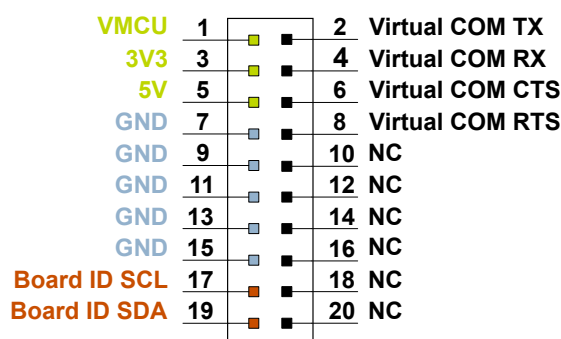 VMCU 1 2 Virtual COM TX
3V3 3 4 Virtual COM RX
5V 5 6 Virtual COM CTS
GND 7 8 Virtual COM RTS
GND 9 10 NC
GND 11 12 NC
GND 13 14 NC
GND 15 16 NC
Board ID SCL 17 18 NC
Board ID SDA 19 20 NC